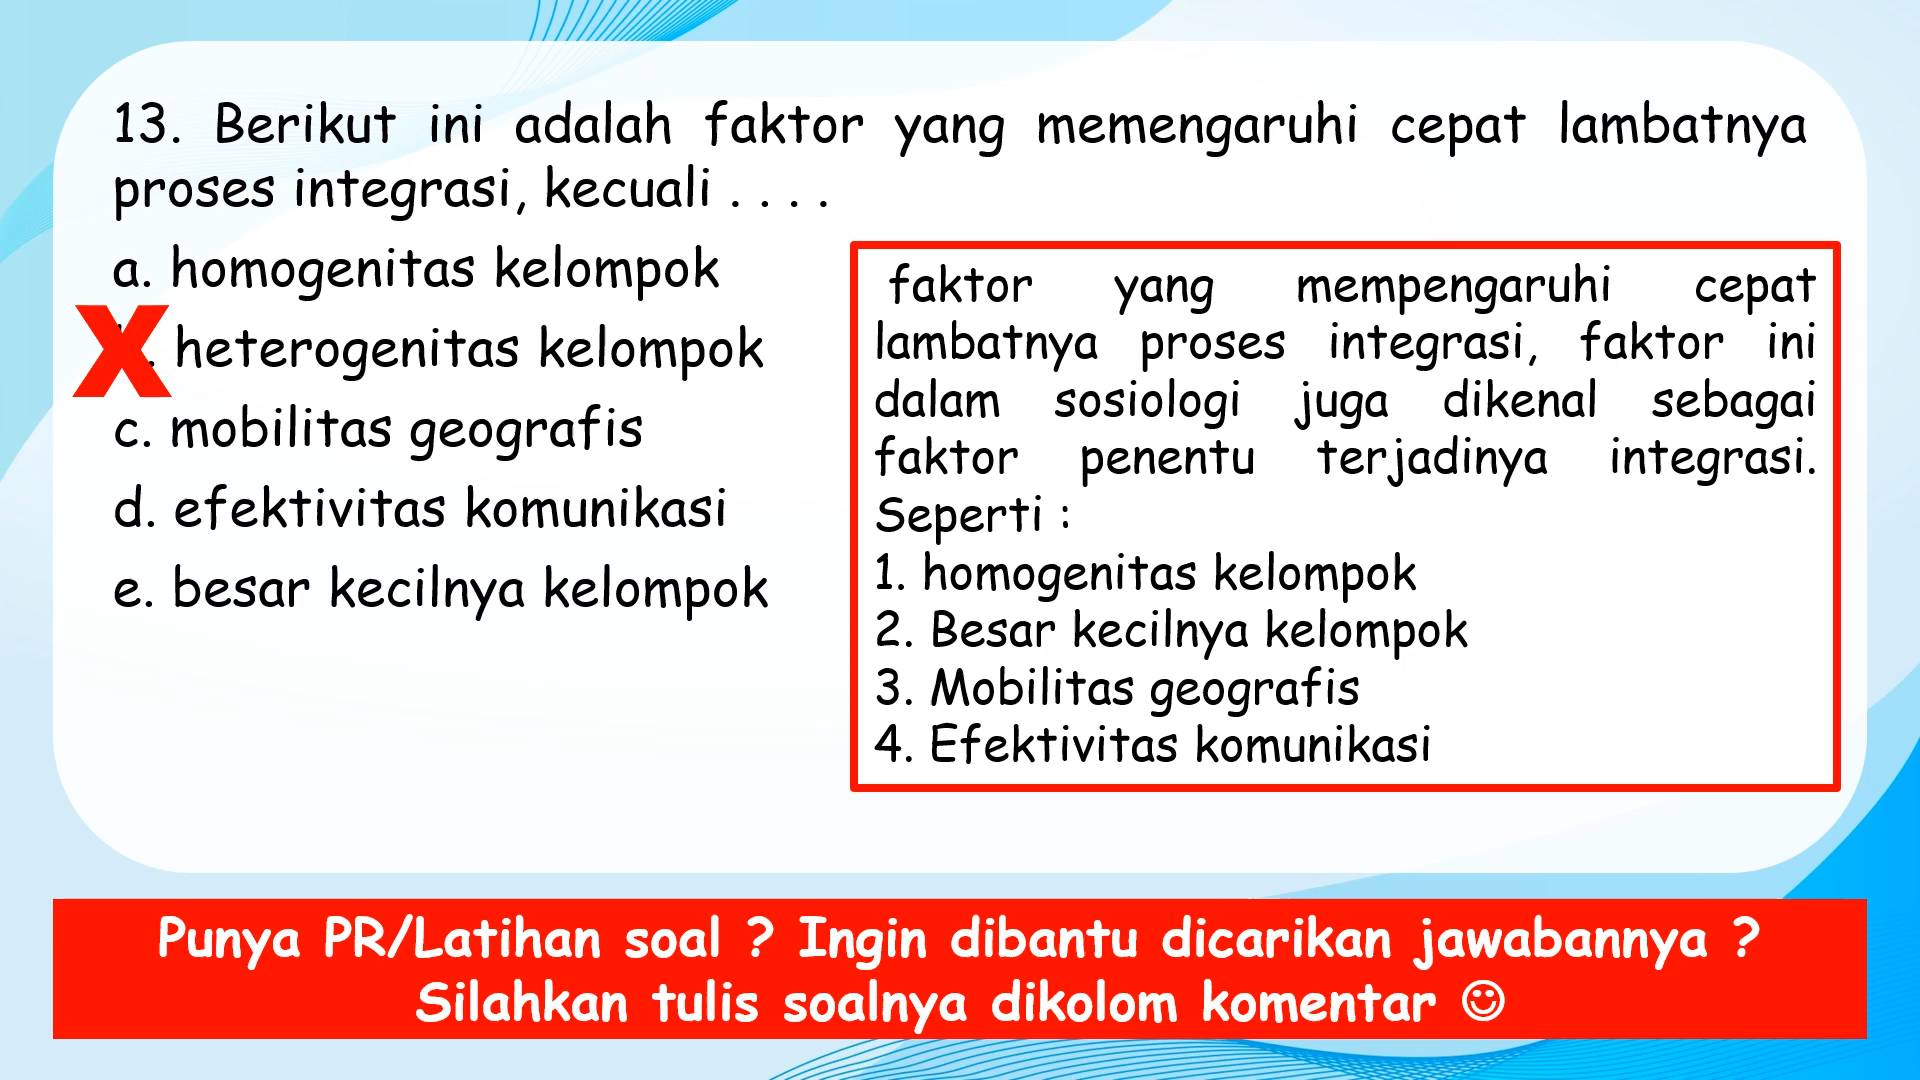 13. Berikut ini adalah faktor yang memengaruhi cepat lambatnya
proses integrasi, kecuali . . . .
a. homogenitas kelompok
X. heterogenitas kelompok
c. mobilitas geografis
d. efektivitas komunikasi
e. besar kecilnya kelompok
faktor yang mempengaruhi cepat
lambatnya proses integrasi, faktor ini
dalam sosiologi juga dikenal sebagai
faktor penentu terjadinya integrasi.
Seperti :
1. homogenitas kelompok
2. Besar kecilnya kelompok
3. Mobilitas geografis
4. Efektivitas komunikasi
Punya PR/Latihan soal ? Ingin dibantu dicarikan jawabannya ?
Silahkan tulis soalnya dikolom komentar ☺